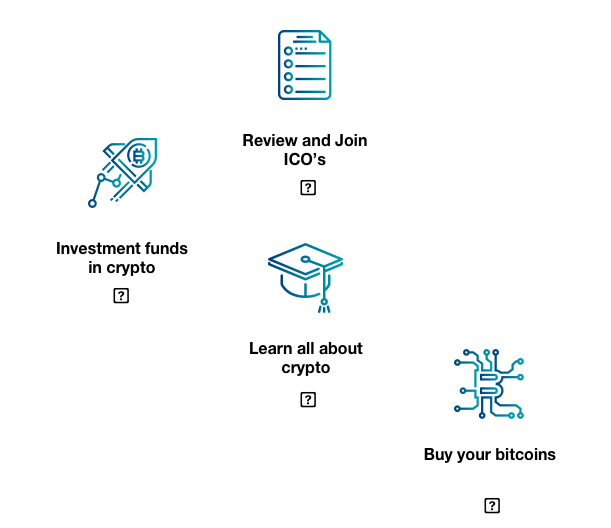 Review and Join
ICO's
?
Investment funds
in crypto
?
Learn all about
crypto
?
Buy your bitcoins
?